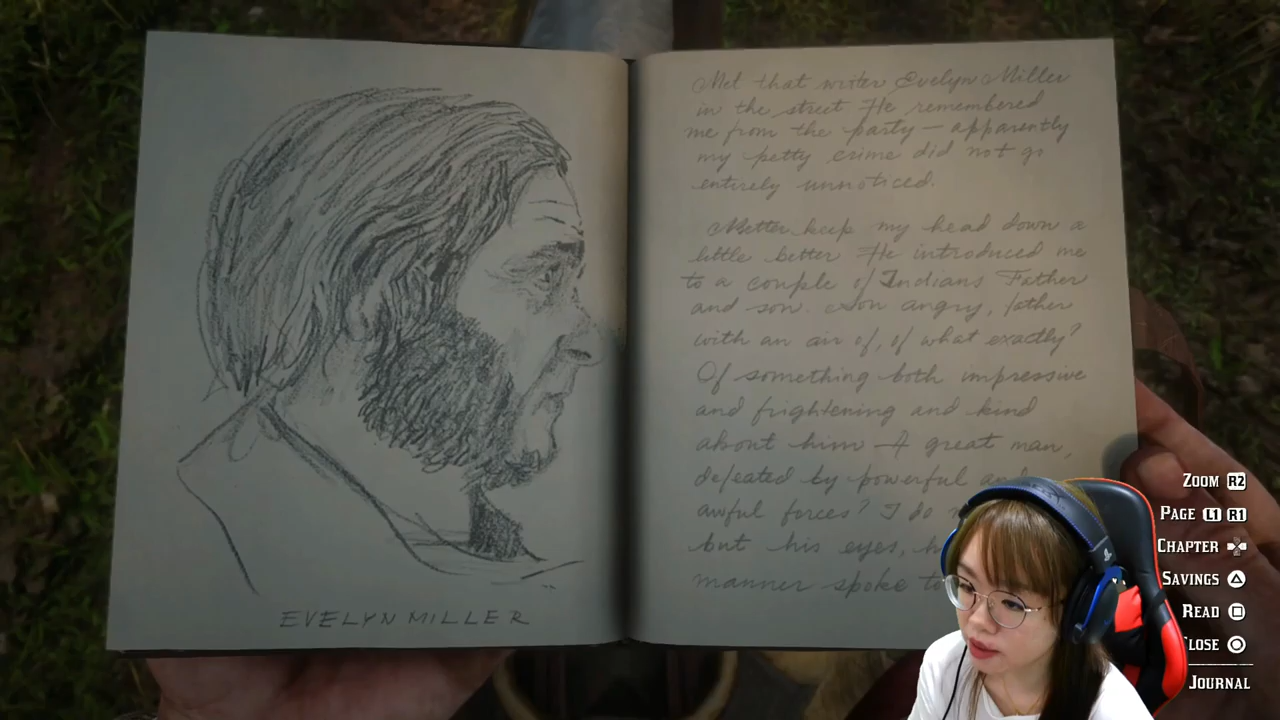 EVELYN MILLER
Met that writer Evelyn Miller
in the street He remembered
me from the party – apparently
my petty crime did not go
entirely unnoticed.
Better keep my head down a
little better He introduced me
to a couple of Indians Father
and son. Son angry, father
with an air of, of what exactly?
Of something both impressive
and frightening and kind
about him – A great man,
defeated by powerful
awful forces? I do
but his eyes,
manner spoke
ZOOM R2
PAGE L1 R1
CHAPTER
SAVINGS
READ
CLOSE
JOURNAL